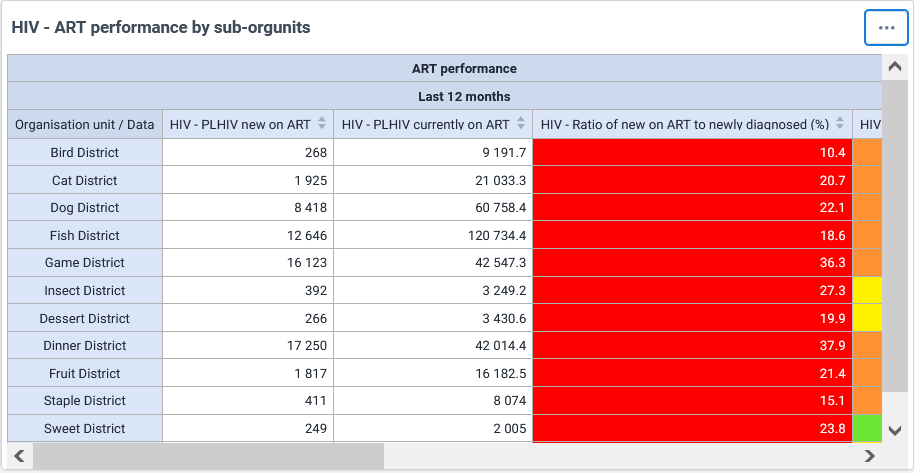 HIV - ART performance by sub-orgunits
ART performance
Last 12 months
Organisation unit / Data HIV - PLHIV new on ART HIV - PLHIV currently on ART HIV - Ratio of new on ART to newly diagnosed (%) HIV
Bird District 268 9 191.7 10.4
Cat District 1 925 21 033.3 20.7
Dog District 8 418 60 758.4 22.1
Fish District 12 646 120 734.4 18.6
Game District 16 123 42 547.3 36.3
Insect District 392 3 249.2 27.3
Dessert District 266 3 430.6 19.9
Dinner District 17 250 42 014.4 37.9
Fruit District 1 817 16 182.5 21.4
Staple District 411 8 074 15.1
Sweet District 249 2 005 23.8